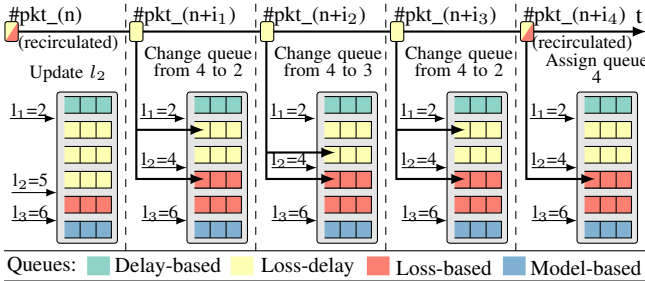 #pkt_(n) #pkt_(n+i1) #pkt_(n+i2) #pkt_(n+i3) #pkt_(n+i4) t
(recirculated) (recirculated)
Update l2
Change queue from 4 to 2
Change queue from 4 to 3
Change queue from 4 to 2
Assign queue 4
l1=2 l1=2 l1=2 l1=2 l1=2
l2=4 l2=4 l2=4 l2=4
l2=5
l3=6 l3=6 l3=6 l3=6 l3=6
Queues: Delay-based Loss-delay Loss-based Model-based